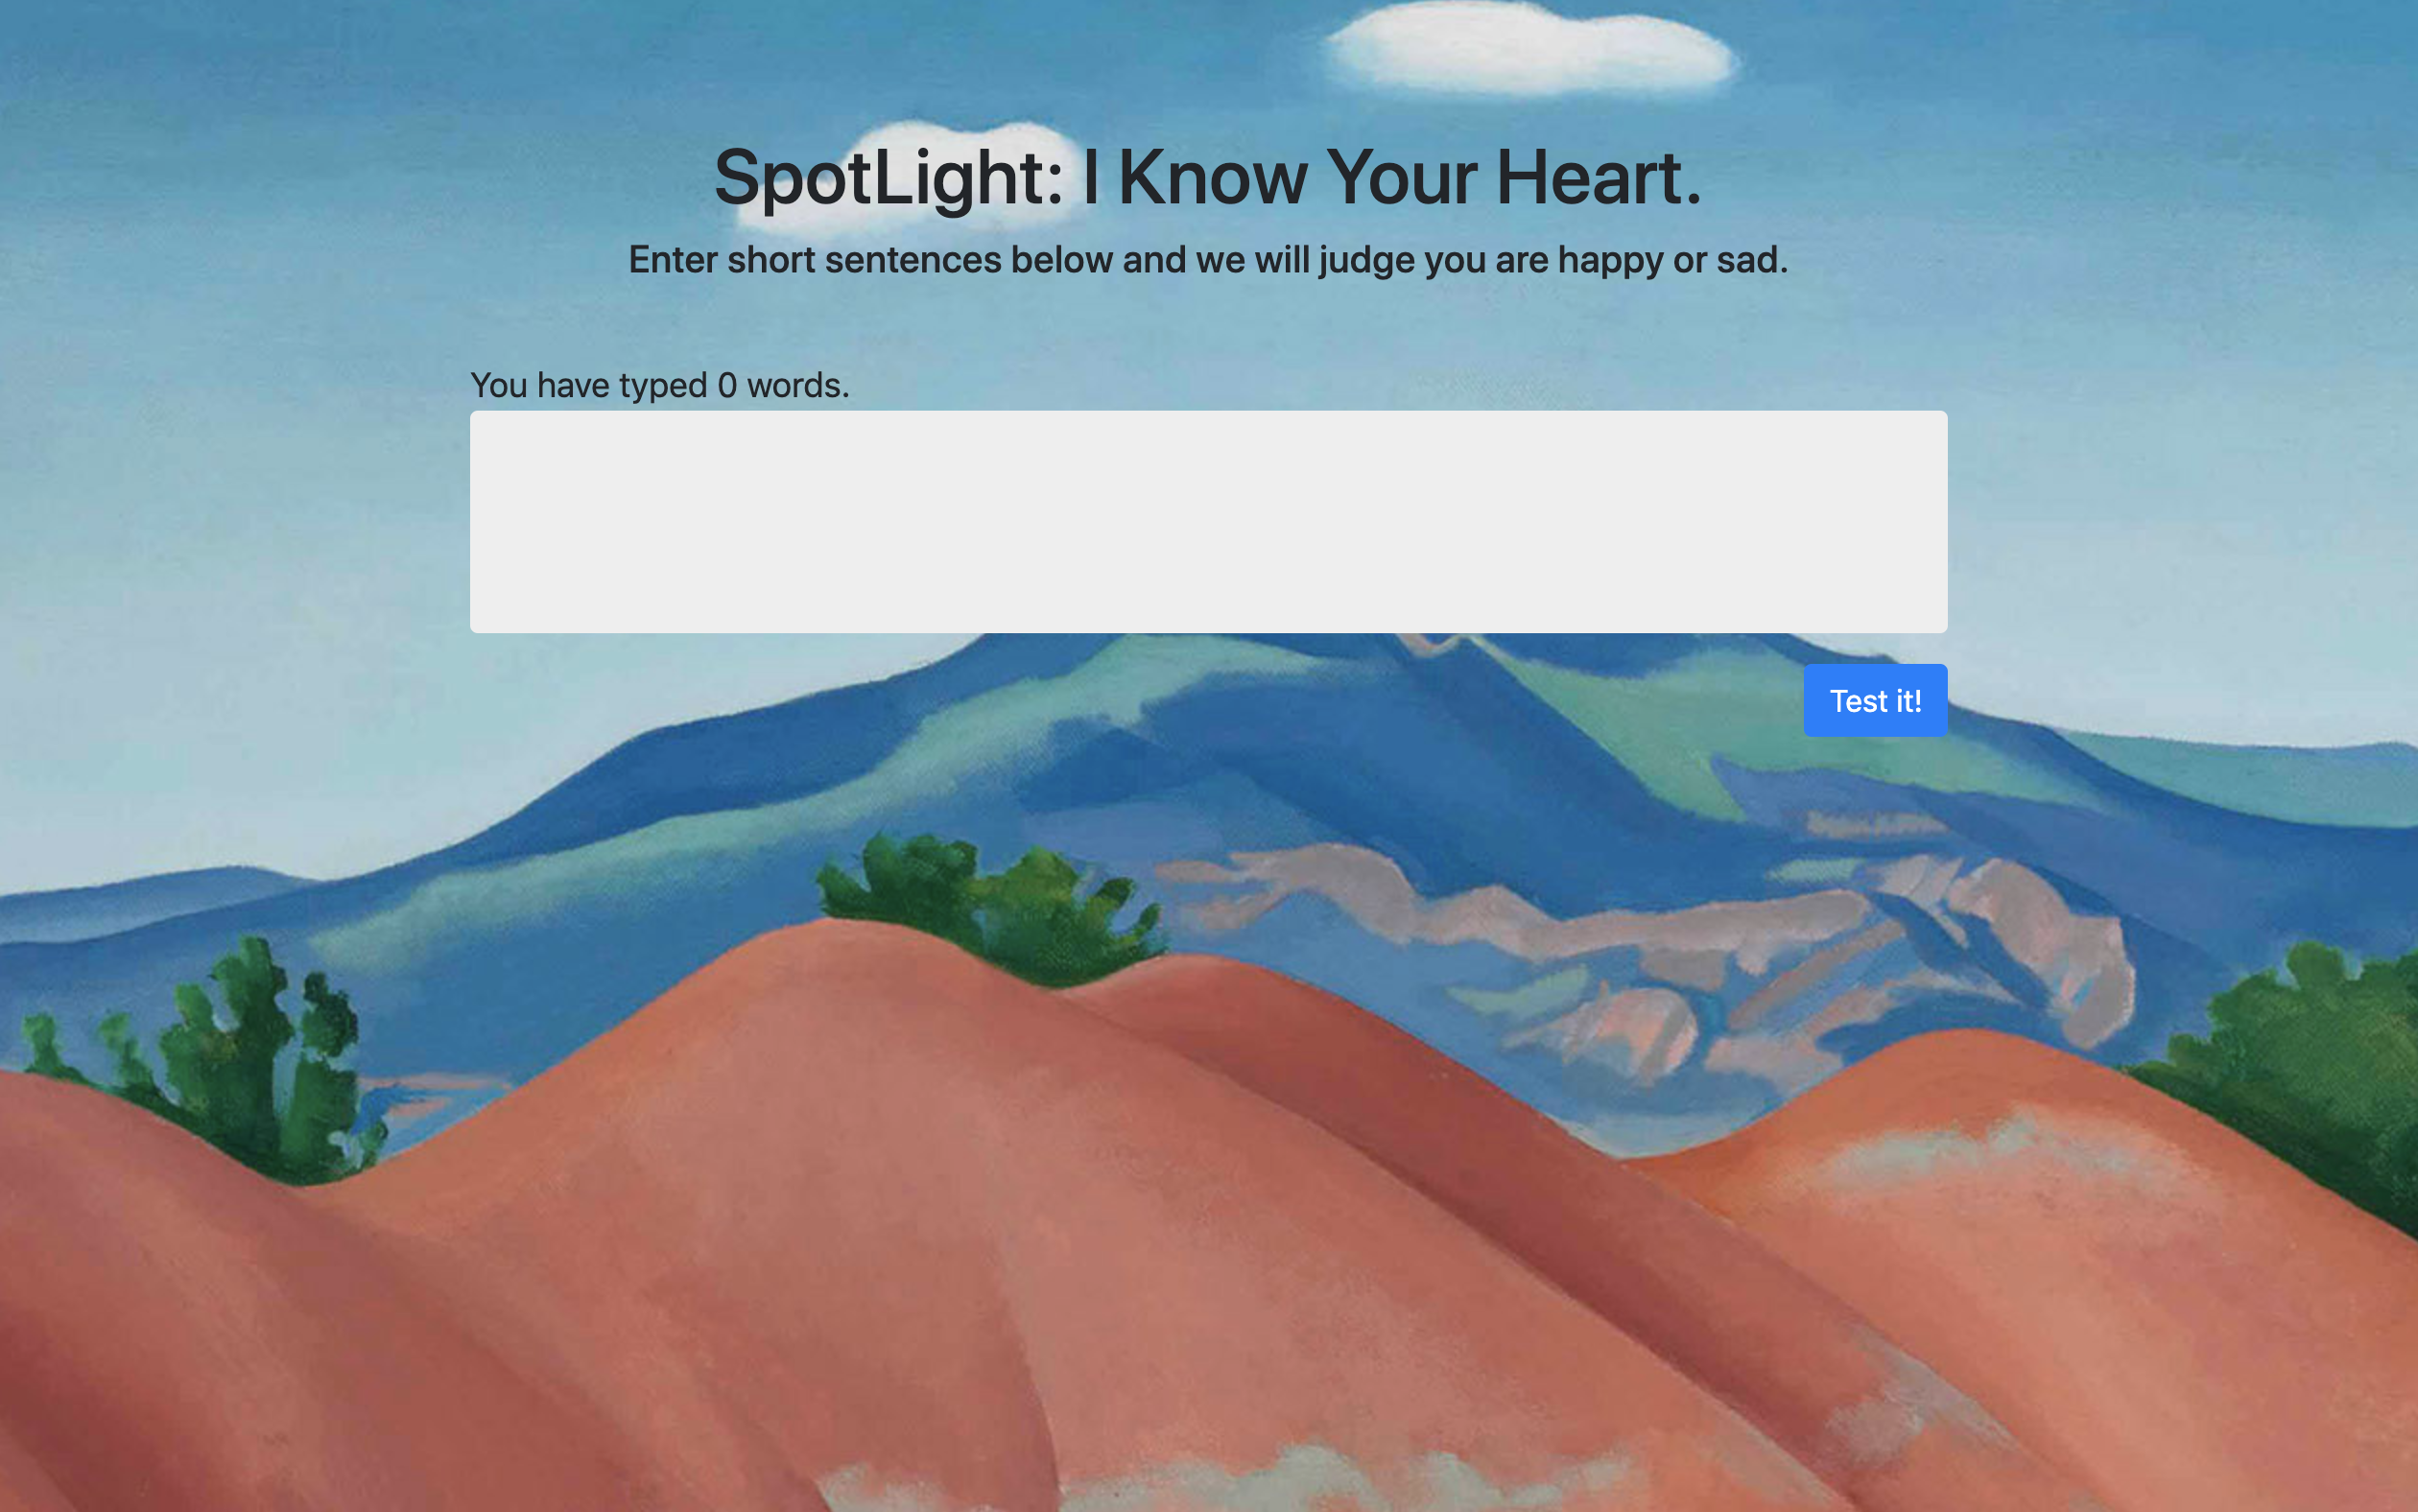 SpotLight: I Know Your Heart.
Enter short sentences below and we will judge you are happy or sad.
You have typed 0 words.
Test it!